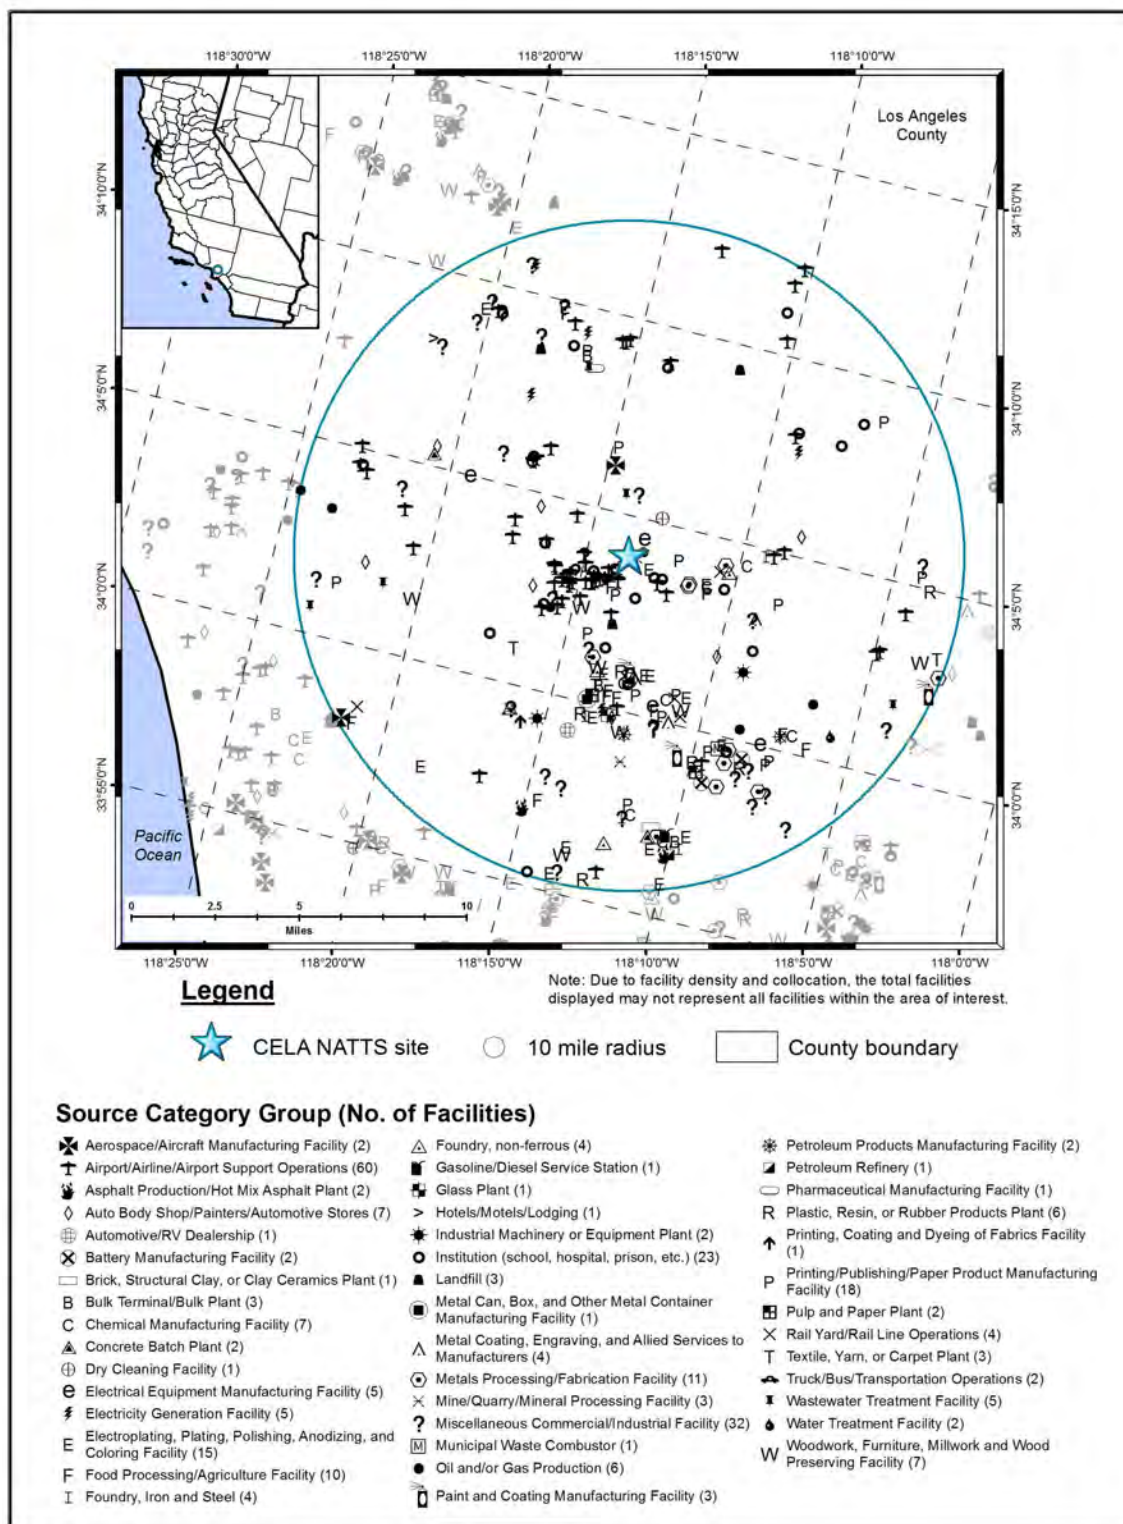 118°30'0"W 118°25'0"W 118°20'0"W 118°15'0"W 118°10'0"W
Los Angeles
County
34°10'0"N
34°15'0"N
34°5'0"N
34°10'0"N
34°0'0"N
34°5'0"N
33°55'0"N
34°0'0"N
Pacific
Ocean
0 2.5 5 10
Miles
118°25'0"W 118°20'0"W 118°15'0"W 118°10'0"W 118°5'0"W 118°0'0"W
Legend
Note: Due to facility density and collocation, the total facilities
displayed may not represent all facilities within the area of interest.
CELA NATTS site 10 mile radius County boundary
Source Category Group (No. of Facilities)
Aerospace/Aircraft Manufacturing Facility (2)
Airport/Airline/Airport Support Operations (60)
Asphalt Production/Hot Mix Asphalt Plant (2)
Auto Body Shop/Painters/Automotive Stores (7)
Automotive/RV Dealership (1)
Battery Manufacturing Facility (2)
Brick, Structural Clay, or Clay Ceramics Plant (1)
B Bulk Terminal/Bulk Plant (3)
C Chemical Manufacturing Facility (7)
Concrete Batch Plant (2)
Dry Cleaning Facility (1)
e Electrical Equipment Manufacturing Facility (5)
Electricity Generation Facility (5)
E Electroplating, Plating, Polishing, Anodizing, and
Coloring Facility (15)
F Food Processing/Agriculture Facility (10)
I Foundry, Iron and Steel (4)
Foundry, non-ferrous (4)
Gasoline/Diesel Service Station (1)
Glass Plant (1)
> Hotels/Motels/Lodging (1)
Industrial Machinery or Equipment Plant (2)
Institution (school, hospital, prison, etc.) (23)
Landfill (3)
Metal Can, Box, and Other Metal Container
Manufacturing Facility (1)
Metal Coating, Engraving, and Allied Services to
Manufacturers (4)
Metals Processing/Fabrication Facility (11)
Mine/Quarry/Mineral Processing Facility (3)
? Miscellaneous Commercial/Industrial Facility (32)
M Municipal Waste Combustor (1)
Oil and/or Gas Production (6)
Paint and Coating Manufacturing Facility (3)
Petroleum Products Manufacturing Facility (2)
Petroleum Refinery (1)
Pharmaceutical Manufacturing Facility (1)
R Plastic, Resin, or Rubber Products Plant (6)
Printing, Coating and Dyeing of Fabrics Facility
(1)
P Printing/Publishing/Paper Product Manufacturing
Facility (18)
Pulp and Paper Plant (2)
Rail Yard/Rail Line Operations (4)
T Textile, Yarn, or Carpet Plant (3)
Truck/Bus/Transportation Operations (2)
Wastewater Treatment Facility (5)
Water Treatment Facility (2)
W Woodwork, Furniture, Millwork and Wood
Preserving Facility (7)